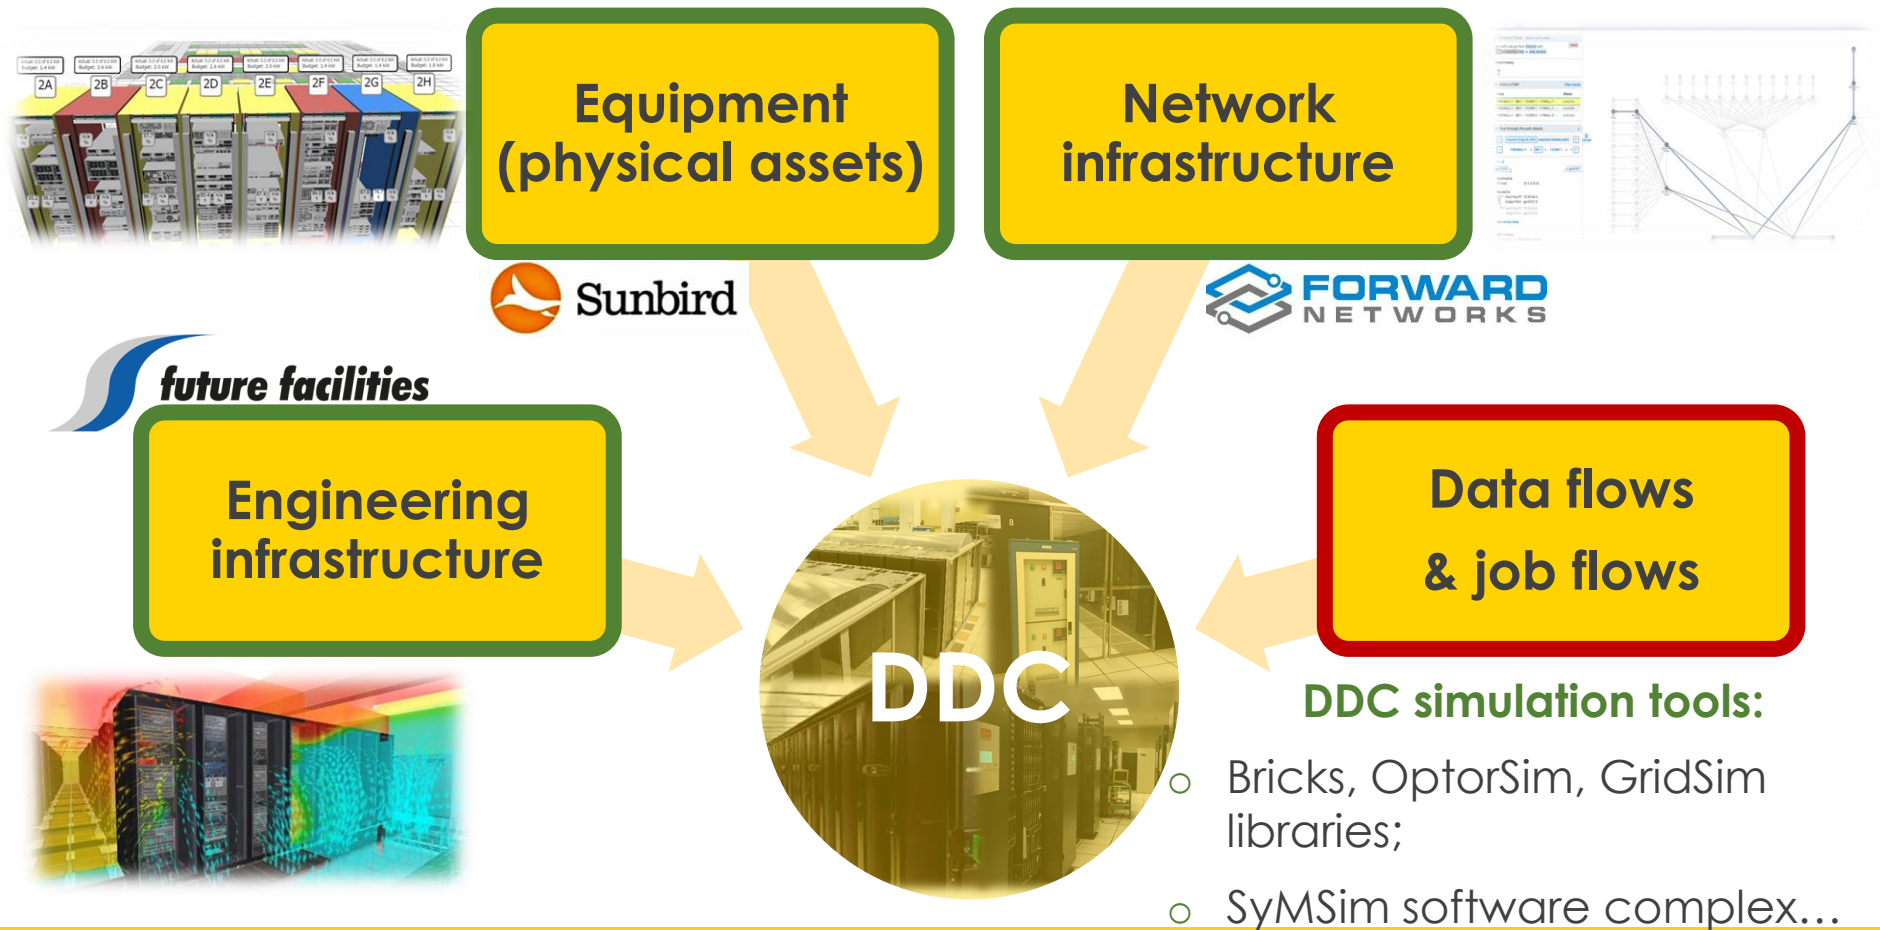 2A
2B
2C
2D
2E
2F
2G
2H
Equipment
(physical assets)
Network
infrastructure
Sunbird
FORWARD
NETWORKS
future facilities
Engineering
infrastructure
Data flows
& job flows
DDC
DDC simulation tools:
o Bricks, OptorSim, GridSim
libraries;
o SyMSim software complex…